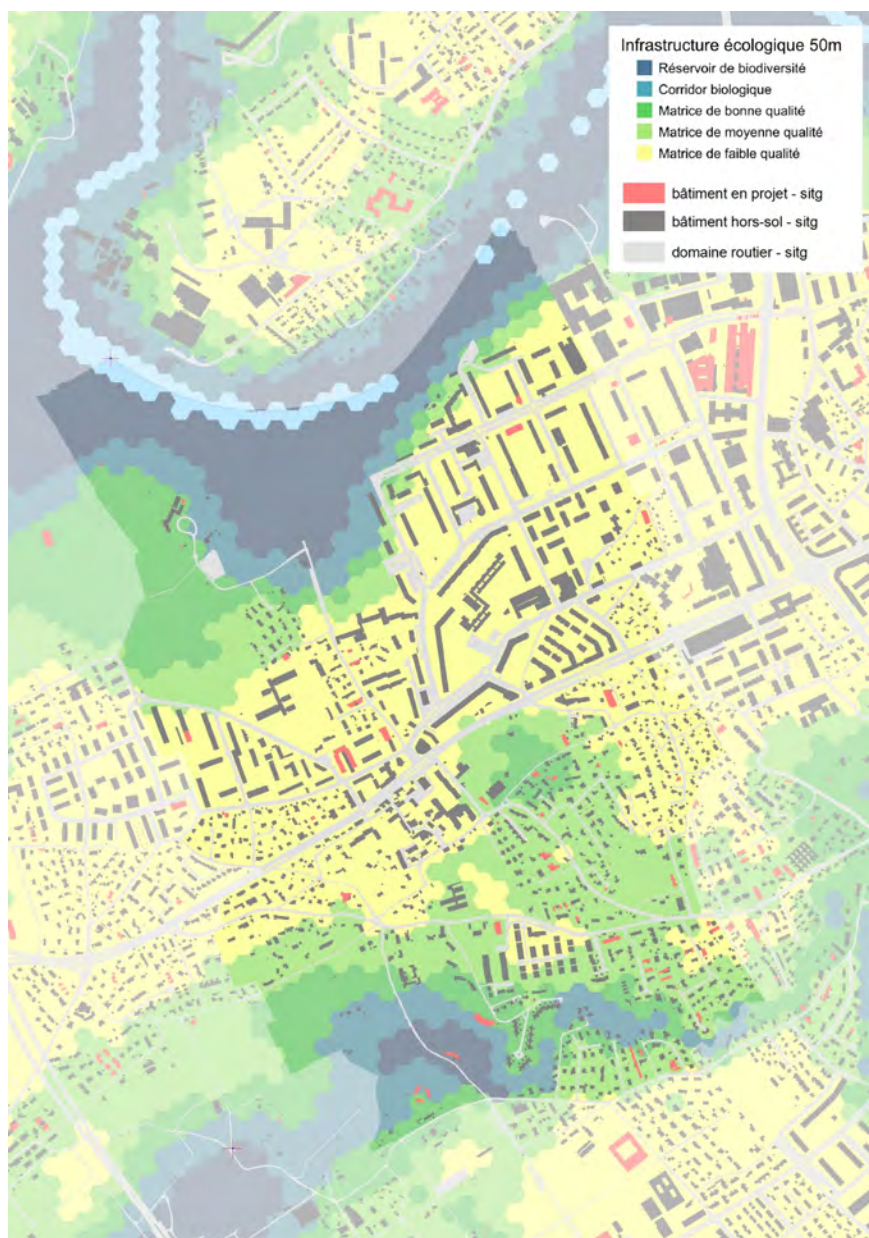 Infrastructure écologique 50m
Réservoir de biodiversité
Corridor biologique
Matrice de bonne qualité
Matrice de moyenne qualité
Matrice de faible qualité
bâtiment en projet - sitg
bâtiment hors-sol - sitg
domaine routier - sitg